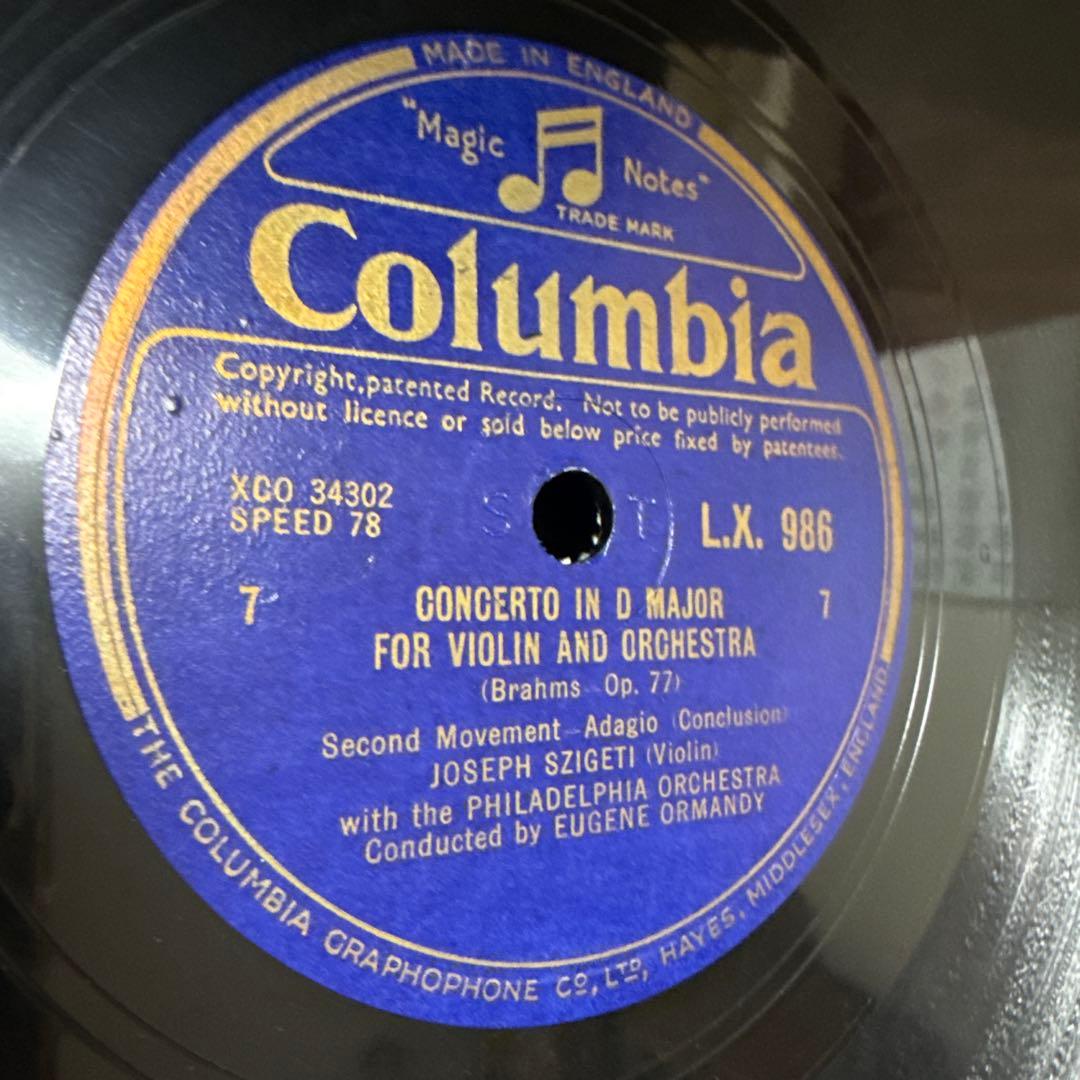 MADE IN ENGLAND
"Magic Notes"
TRADE MARK
Columbia
Copyright, patented Record. Not to be publicly performed
without licence or sold below price fixed by patentees.
XCO 34302
SPEED 78
S T
L.X. 986
7 7
CONCERTO IN D MAJOR
FOR VIOLIN AND ORCHESTRA
(Brahms Op. 77)
Second Movement Adagio (Conclusion)
JOSEPH SZIGETI (Violin)
with the PHILADELPHIA ORCHESTRA
Conducted by EUGENE ORMANDY
THE COLUMBIA GRAPHOPHONE CO, LTD, HAYES, MIDDLESEX, ENGLAND